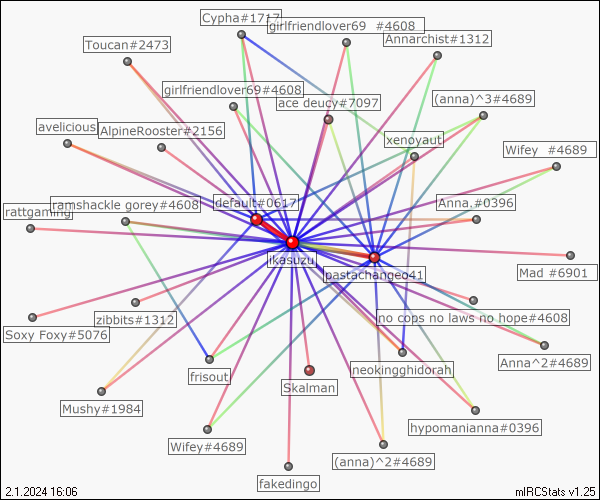 Cypha#1717
girlfriendlover69 #4608
Toucan#2473
Annarchist#1312
girlfriendlover69#4608
ace deucy#7097
(anna)^3#4689
avelicious
AlpineRooster#2156
xenoyaut
Wifey #4689
rattgaming
ramshackle gorey#4608
default#0617
Anna.#0396
ikasuzu
pastachangeo41
Mad #6901
Soxy Foxy#5076
zibbits#1312
no cops no laws no hope#4608
frisout
Skalman
neokingghidorah
Anna^2#4689
Mushy#1984
hypomanianna#0396
Wifey#4689
(anna)^2#4689
fakedingo
2.1.2024 16:06
mIRCStats v1.25